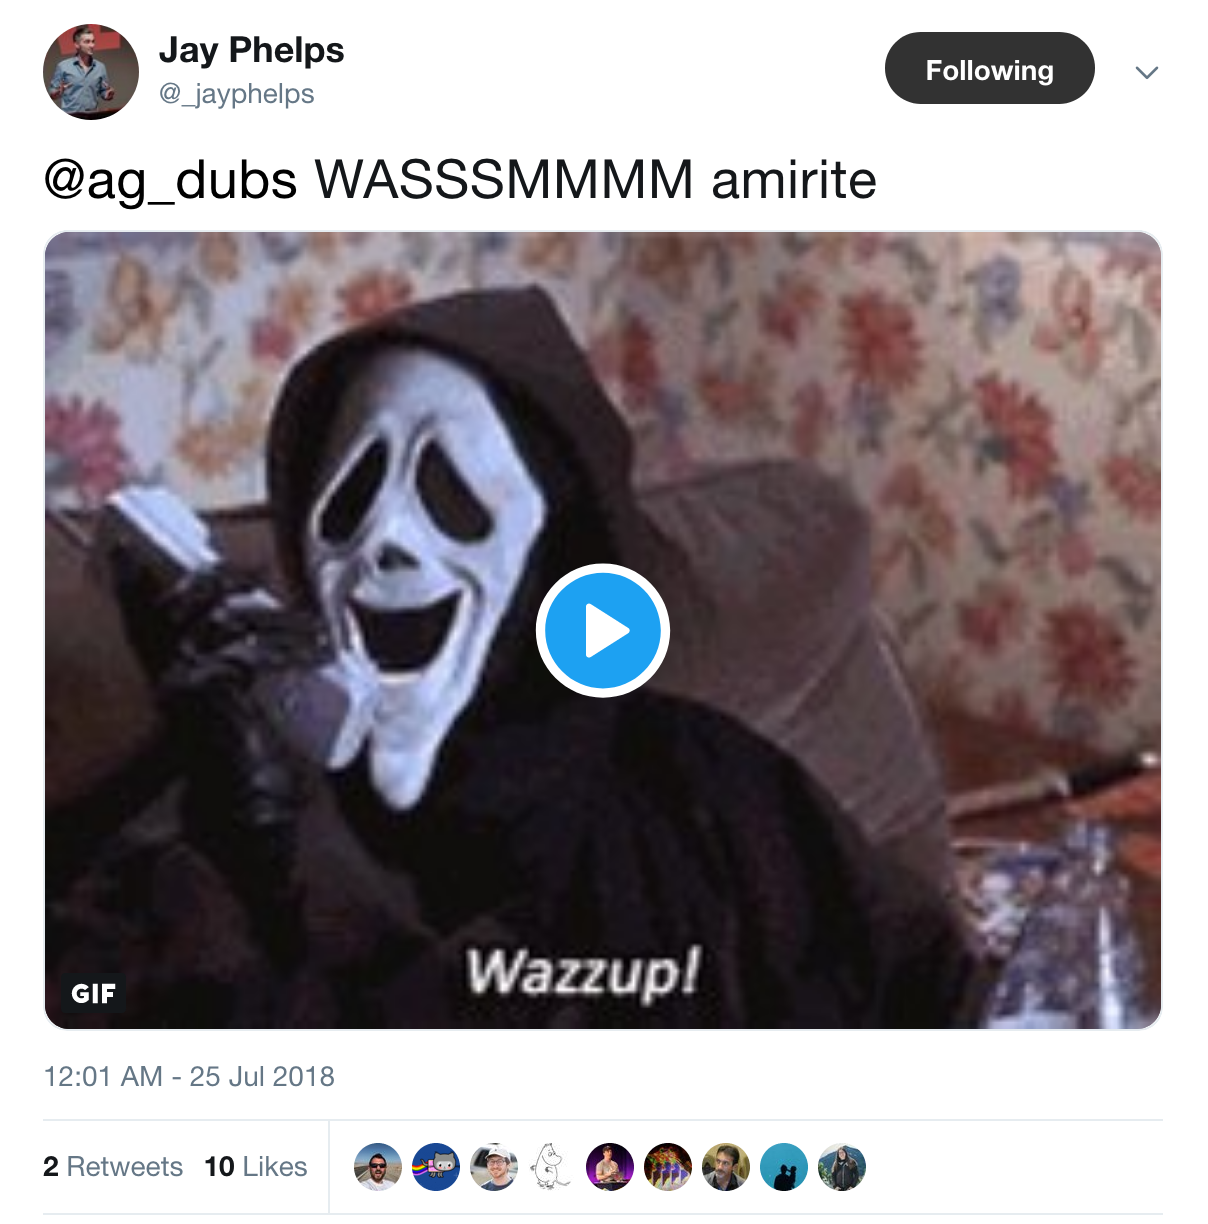 Jay Phelps
@_jayphelps
Following
@ag_dubs WASSSMMMM amirite
Wazzup!
GIF
12:01 AM - 25 Jul 2018
2 Retweets 10 Likes